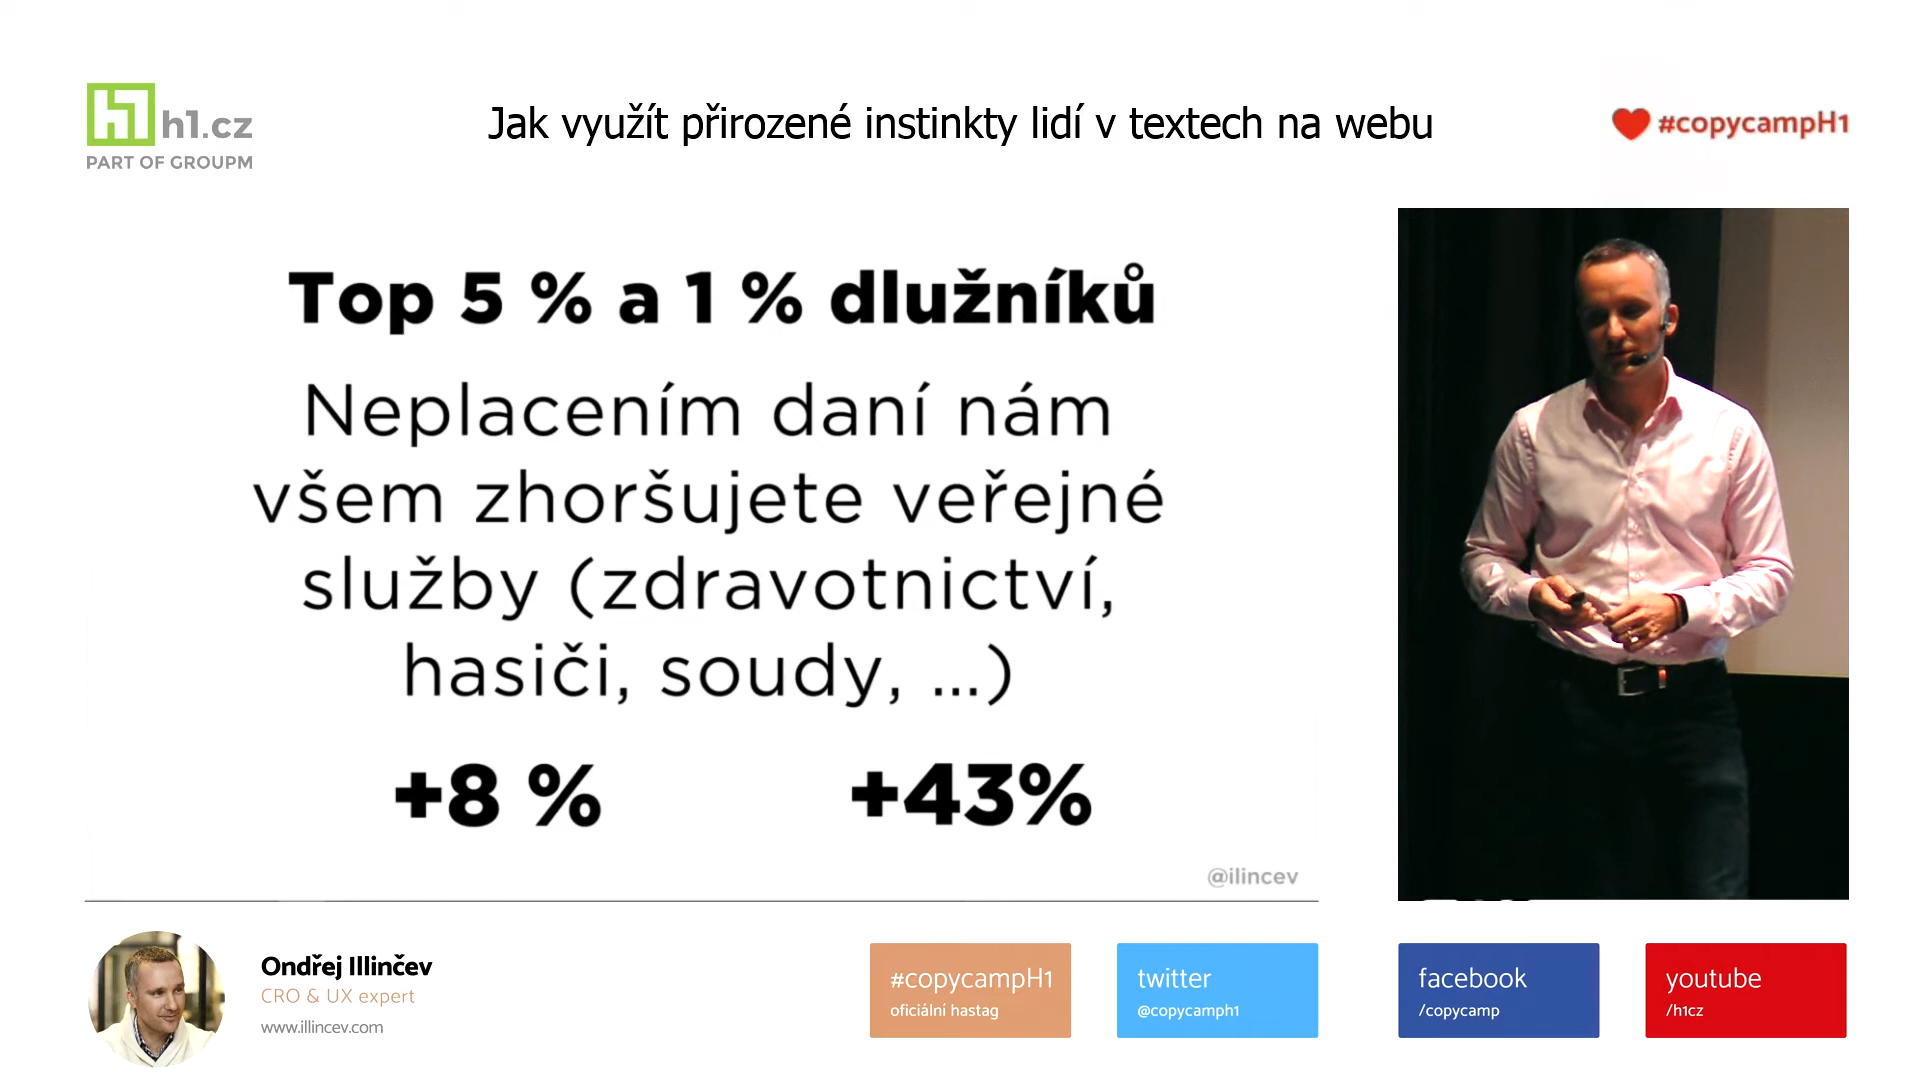 h1.cz
PART OF GROUPM
Jak využít přirozené instinkty lidí v textech na webu
#copycampH1
Top 5 % a 1 % dlužníků
Neplacením daní nám
všem zhoršujete veřejné
služby (zdravotnictví,
hasiči, soudy, ...)
+8 % +43%
@ilincev
Ondřej Illinčev
CRO & UX expert
www.illincev.com
#copycampH1
oficiální hastag
twitter
@copycamph1
facebook
/copycamp
youtube
/h1cz